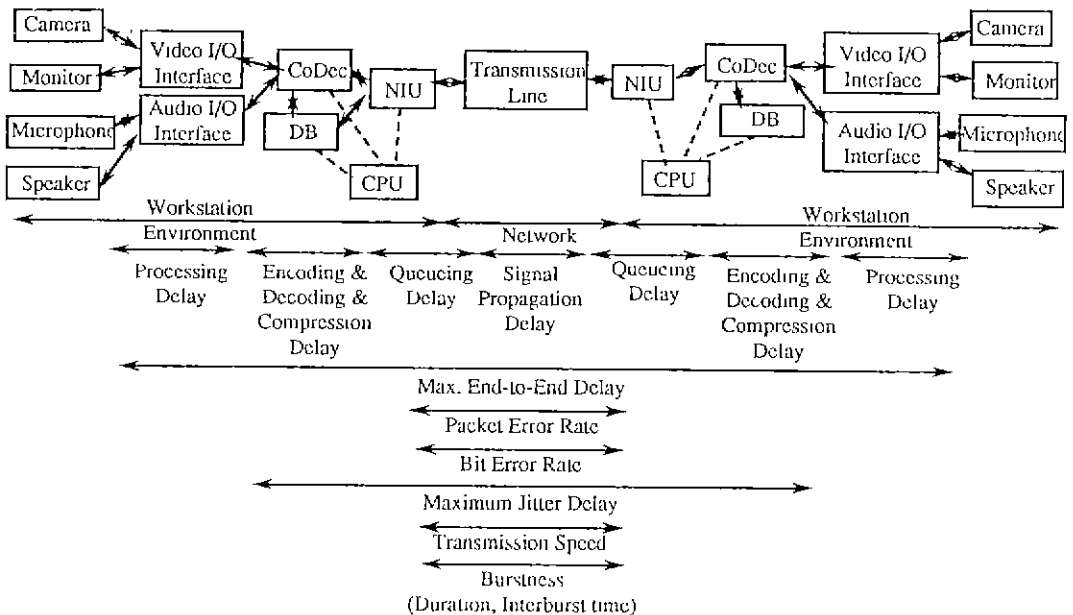 Camera
Monitor
Microphone
Speaker
Video I/O
Interface
Audio I/O
Interface
CoDec
DB
NIU
CPU
Transmission
Line
NIU
CPU
CoDec
DB
Video I/O
Interface
Audio I/O
Interface
Camera
Monitor
Microphone
Speaker
Workstation
Environment
Network
Workstation
Environment
Processing
Delay
Encoding &
Decoding &
Compression
Delay
Queueing
Delay
Signal
Propagation
Delay
Queueing
Delay
Encoding &
Decoding &
Compression
Delay
Processing
Delay
Max. End-to-End Delay
Packet Error Rate
Bit Error Rate
Maximum Jitter Delay
Transmission Speed
Burstness
(Duration, Interburst time)